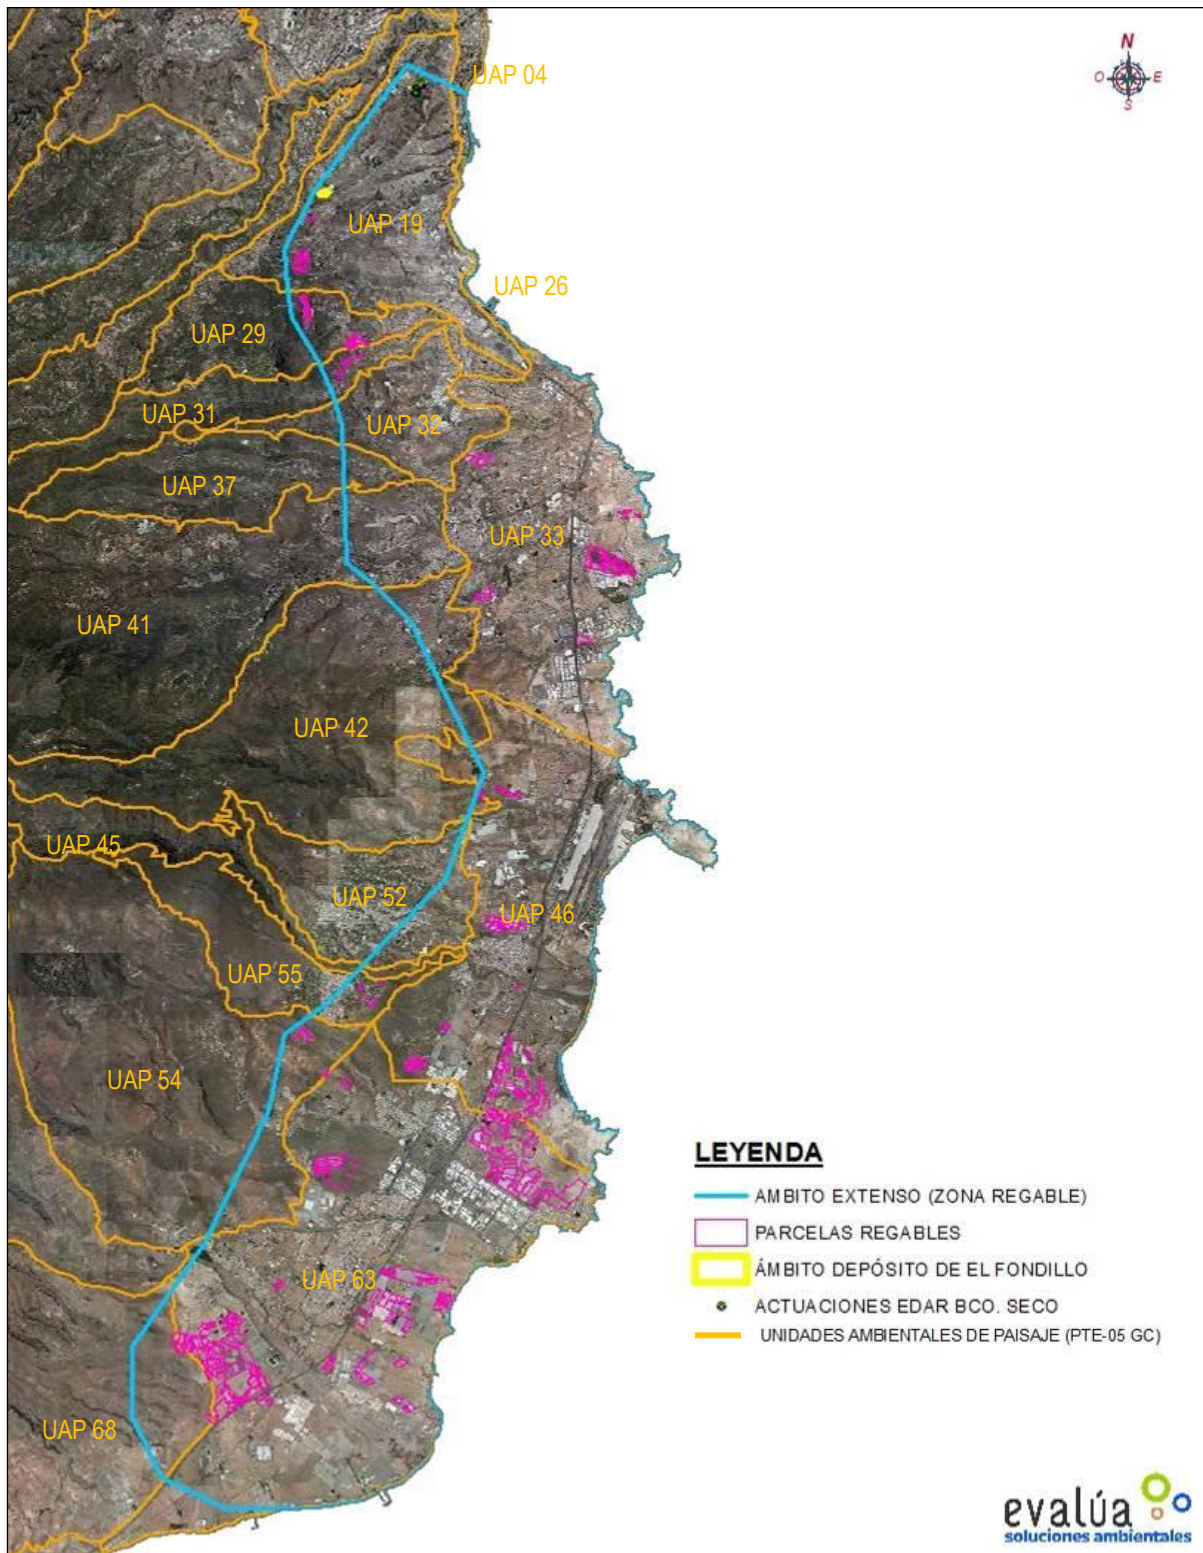 N
O E
S
UAP 04
UAP 19
UAP 26
UAP 29
UAP 31
UAP 32
UAP 37
UAP 33
UAP 41
UAP 42
UAP 45
UAP 52
UAP 46
UAP 55
UAP 54
UAP 63
UAP 68
LEYENDA
AMBITO EXTENSO (ZONA REGABLE)
PARCELAS REGABLES
ÁMBITO DEPÓSITO DE EL FONDILLO
ACTUACIONES EDAR BCO. SECO
UNIDADES AMBIENTALES DE PAISAJE (PTE-05 GC)
evalúa
soluciones ambientales